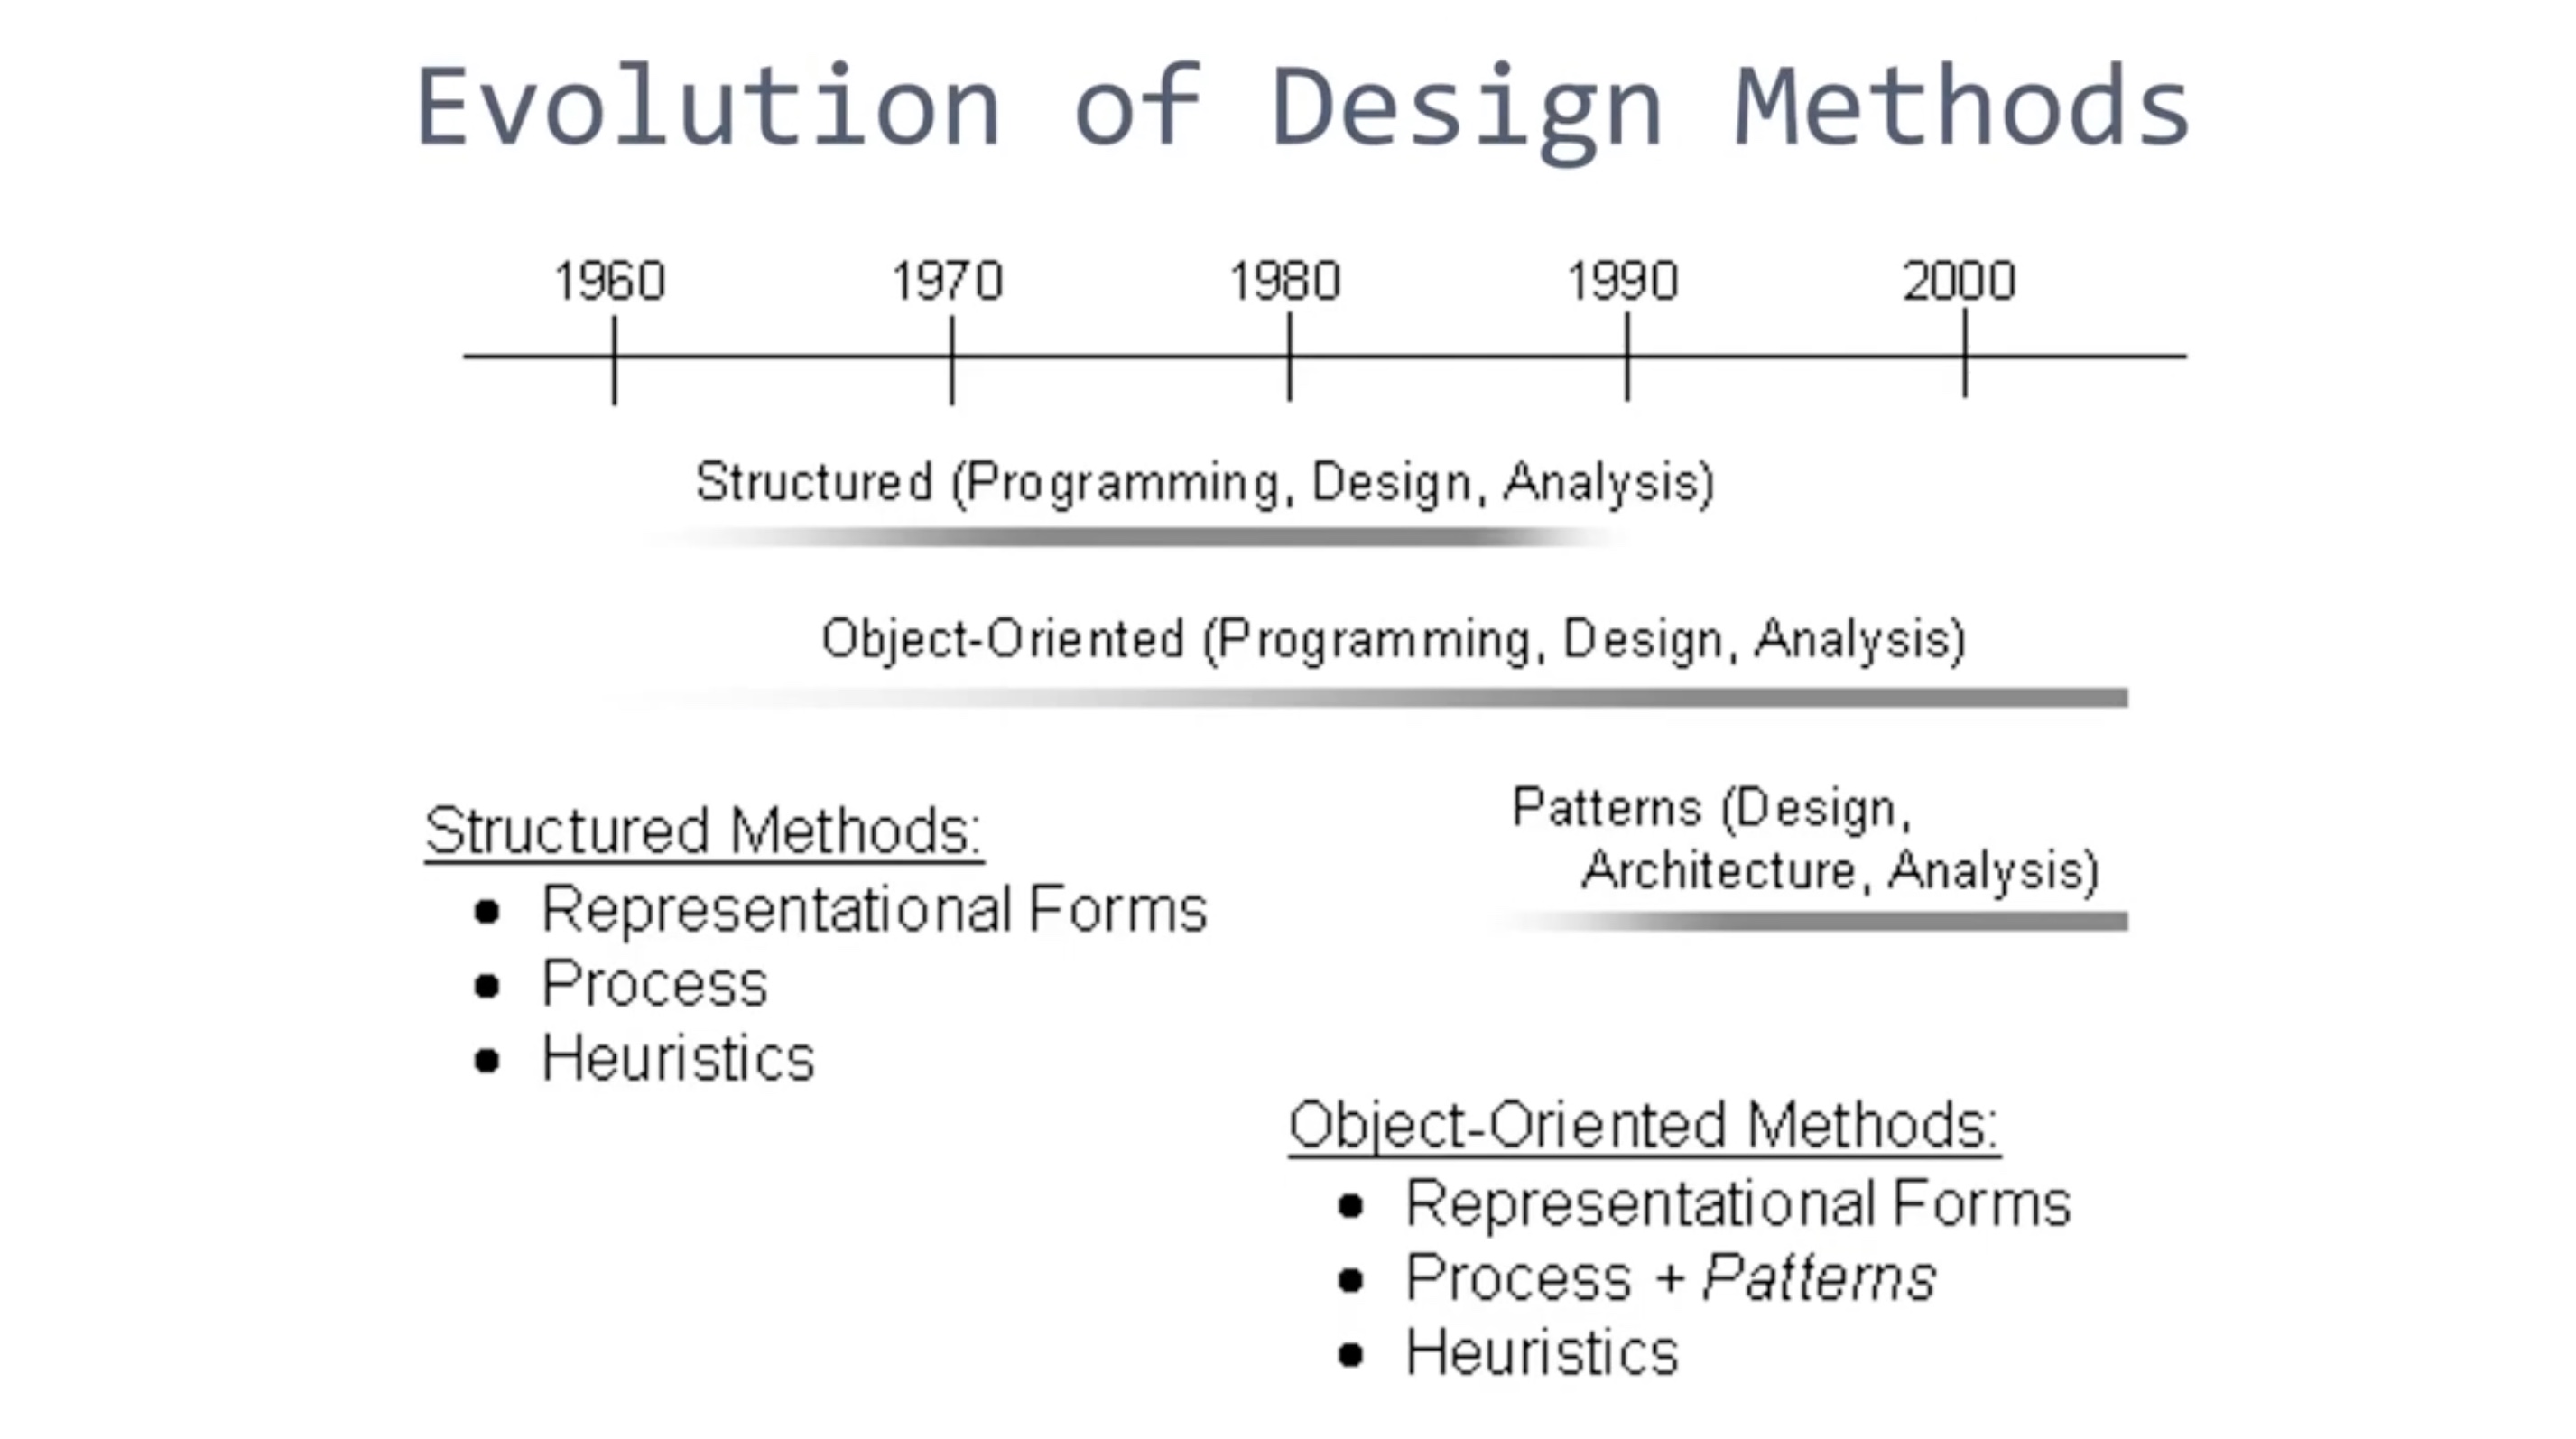 Evolution of Design Methods
1960 1970 1980 1990 2000
Structured (Programming, Design, Analysis)
Object-Oriented (Programming, Design, Analysis)
Patterns (Design,
Architecture, Analysis)
Structured Methods:
• Representational Forms
• Process
• Heuristics
Object-Oriented Methods:
• Representational Forms
• Process + Patterns
• Heuristics